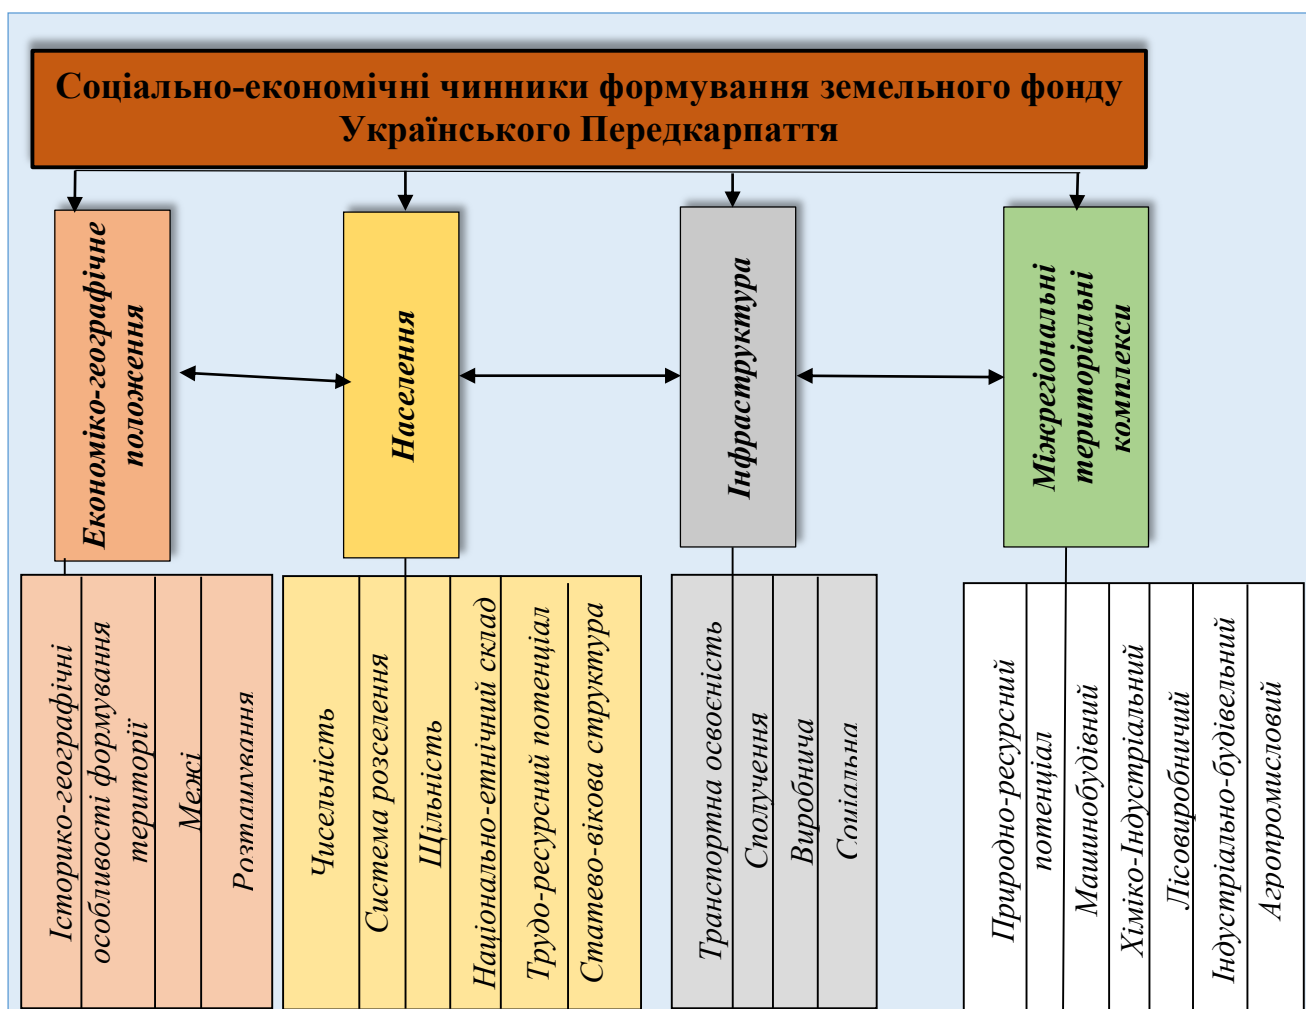 Соціально-економічні чинники формування земельного фонду
Українського Передкарпаття
Економіко-географічне
положення
Населення
Інфраструктура
Міжрегіональні
територіальні
комплекси
Історико-географічні
особливості формування
території
Межі
Розташування
Чисельність
Система розселення
Щільність
Національно-етнічний склад
Трудо-ресурсний потенціал
Статево-вікова структура
Транспортна освоєність
Сполучення
Виробнича
Соціальна
Природно-ресурсний
потенціал
Машинобудівний
Хіміко-Індустріальний
Лісовиробничий
Індустріально-будівельний
Агропромисловий